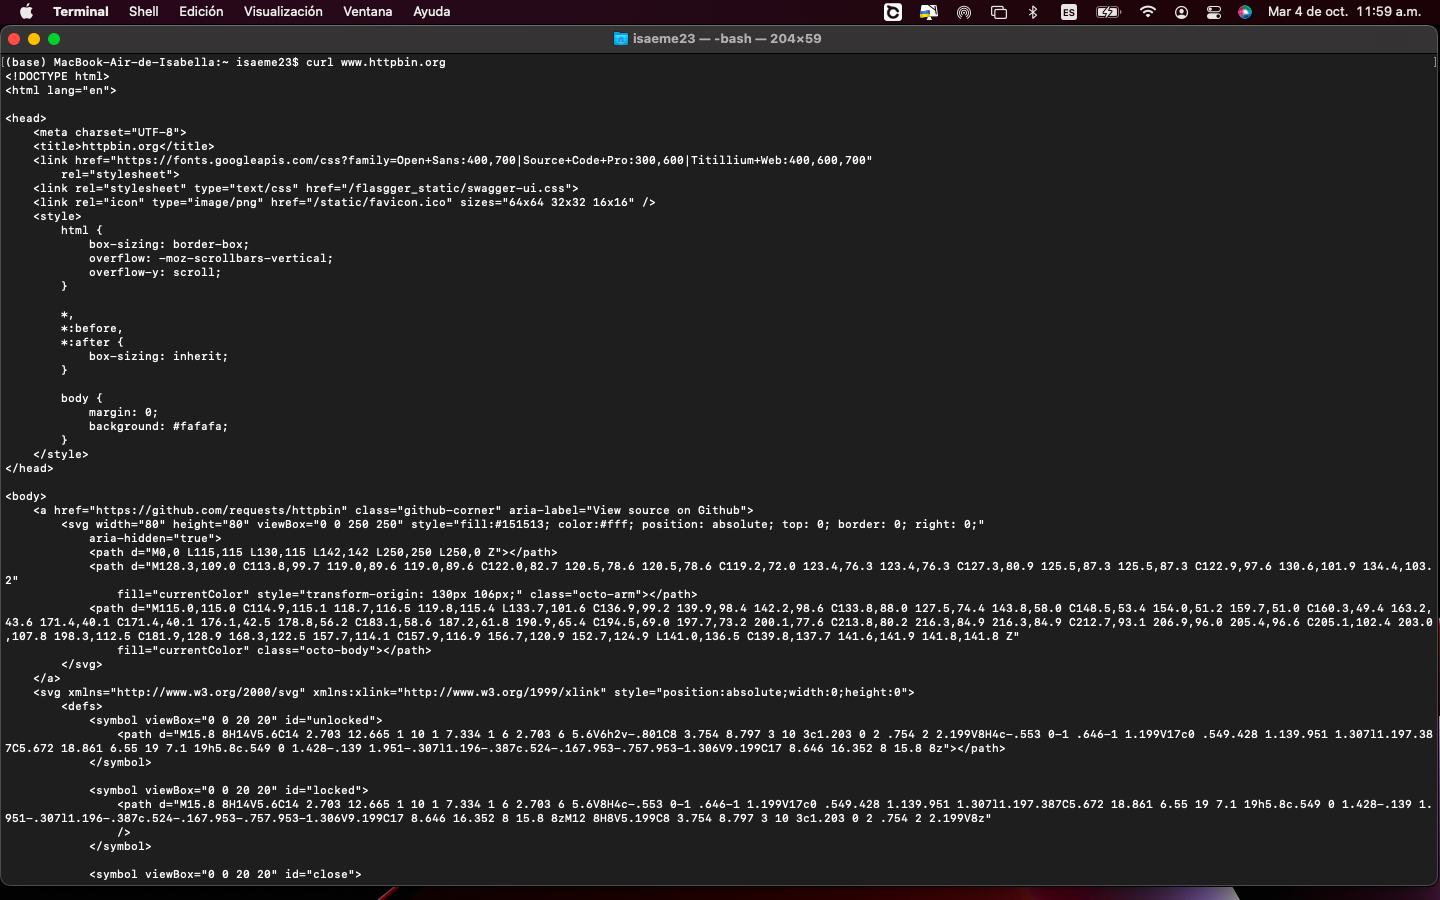 Terminal Shell Edición Visualización Ventana Ayuda ES Mar 4 de oct. 11:59 a.m.
isaeme23 — -bash — 204×59
(base) MacBook-Air-de-Isabella:~ isaeme23$ curl www.httpbin.org
<!DOCTYPE html>
<html lang="en">

<head>
    <meta charset="UTF-8">
    <title>httpbin.org</title>
    <link href="https://fonts.googleapis.com/css?family=Open+Sans:400,700|Source+Code+Pro:300,600|Titillium+Web:400,600,700"
        rel="stylesheet">
    <link rel="stylesheet" type="text/css" href="/flasgger_static/swagger-ui.css">
    <link rel="icon" type="image/png" href="/static/favicon.ico" sizes="64x64 32x32 16x16" />
    <style>
        html {
            box-sizing: border-box;
            overflow: -moz-scrollbars-vertical;
            overflow-y: scroll;
        }

        *,
        *:before,
        *:after {
            box-sizing: inherit;
        }

        body {
            margin: 0;
            background: #fafafa;
        }
    </style>
</head>

<body>
    <a href="https://github.com/requests/httpbin" class="github-corner" aria-label="View source on Github">
        <svg width="80" height="80" viewBox="0 0 250 250" style="fill:#151513; color:#fff; position: absolute; top: 0; border: 0; right: 0;"
            aria-hidden="true">
            <path d="M0,0 L115,115 L130,115 L142,142 L250,250 L250,0 Z"></path>
            <path d="M128.3,109.0 C113.8,99.7 119.0,89.6 119.0,89.6 C122.0,82.7 120.5,78.6 120.5,78.6 C119.2,72.0 123.4,76.3 123.4,76.3 C127.3,80.9 125.5,87.3 125.5,87.3 C122.9,97.6 130.6,101.9 134.4,103.
2"
                fill="currentColor" style="transform-origin: 130px 106px;" class="octo-arm"></path>
            <path d="M115.0,115.0 C114.9,115.1 118.7,116.5 119.8,115.4 L133.7,101.6 C136.9,99.2 139.9,98.4 142.2,98.6 C133.8,88.0 127.5,74.4 143.8,58.0 C148.5,53.4 154.0,51.2 159.7,51.0 C160.3,49.4 163.2,
43.6 171.4,40.1 C171.4,40.1 176.1,42.5 178.8,56.2 C183.1,58.6 187.2,61.8 190.9,65.4 C194.5,69.0 197.7,73.2 200.1,77.6 C213.8,80.2 216.3,84.9 216.3,84.9 C212.7,93.1 206.9,96.0 205.4,96.6 C205.1,102.4 203.0
,107.8 198.3,112.5 C181.9,128.9 168.3,122.5 157.7,114.1 C157.9,116.9 156.7,120.9 152.7,124.9 L141.0,136.5 C139.8,137.7 141.6,141.9 141.8,141.8 Z"
                fill="currentColor" class="octo-body"></path>
        </svg>
    </a>
    <svg xmlns="http://www.w3.org/2000/svg" xmlns:xlink="http://www.w3.org/1999/xlink" style="position:absolute;width:0;height:0">
        <defs>
            <symbol viewBox="0 0 20 20" id="unlocked">
                <path d="M15.8 8H14V5.6C14 2.703 12.665 1 10 1 7.334 1 6 2.703 6 5.6V6h2v-.801C8 3.754 8.797 3 10 3c1.203 0 2 .754 2 2.199V8H4c-.553 0-1 .646-1 1.199V17c0 .549.428 1.139.951 1.307l1.197.38
7C5.672 18.861 6.55 19 7.1 19h5.8c.549 0 1.428-.139 1.951-.307l1.196-.387c.524-.167.953-.757.953-1.306V9.199C17 8.646 16.352 8 15.8 8z"></path>
            </symbol>

            <symbol viewBox="0 0 20 20" id="locked">
                <path d="M15.8 8H14V5.6C14 2.703 12.665 1 10 1 7.334 1 6 2.703 6 5.6V8H4c-.553 0-1 .646-1 1.199V17c0 .549.428 1.139.951 1.307l1.197.387C5.672 18.861 6.55 19 7.1 19h5.8c.549 0 1.428-.139 1.
951-.307l1.196-.387c.524-.167.953-.757.953-1.306V9.199C17 8.646 16.352 8 15.8 8zM12 8H8V5.199C8 3.754 8.797 3 10 3c1.203 0 2 .754 2 2.199V8z"
                />
            </symbol>

            <symbol viewBox="0 0 20 20" id="close">